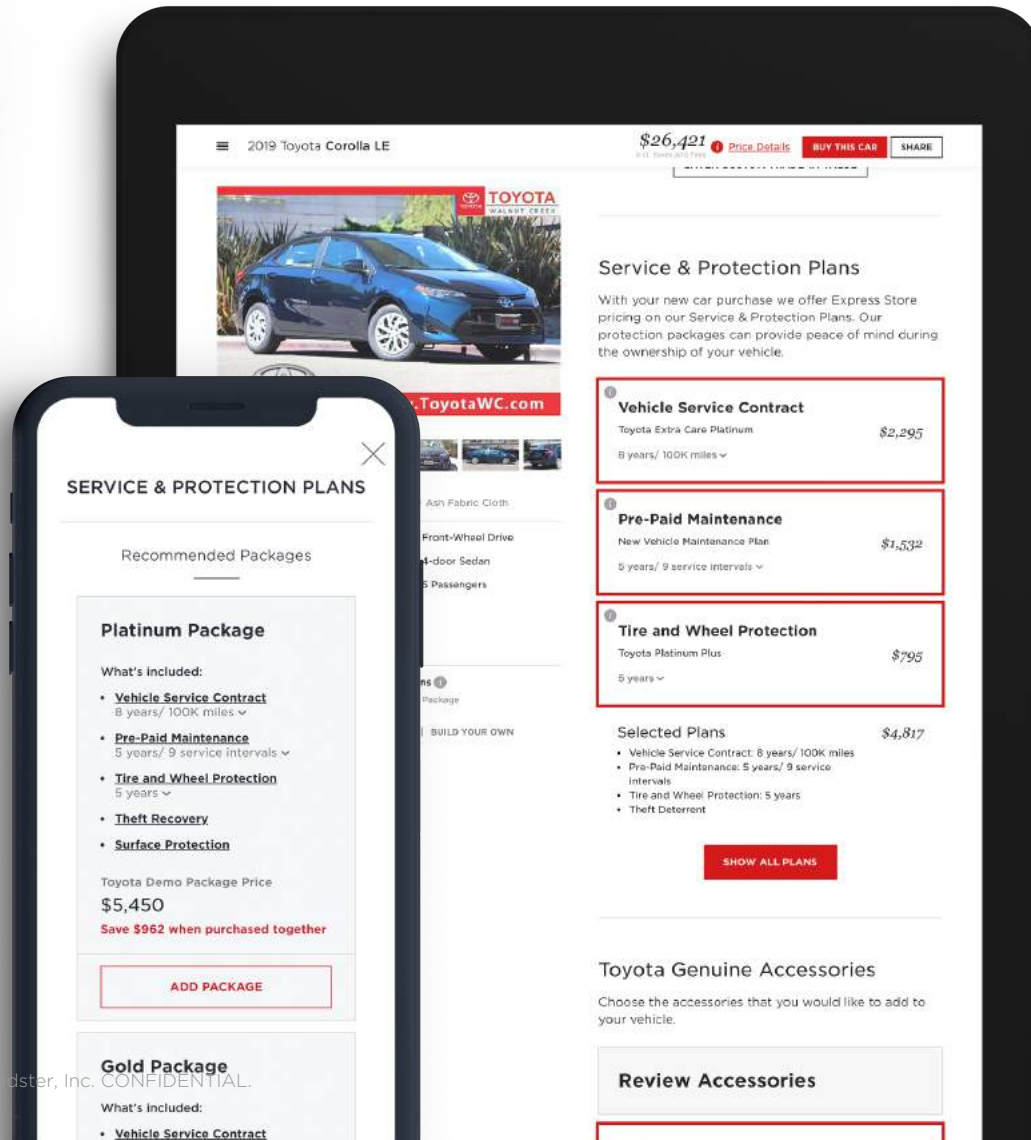 2019 Toyota Corolla LE
$26,421
Price Details
BUY THIS CAR
SHARE
TOYOTA
WALNUT CREEK
.ToyotaWC.com
Ash Fabric Cloth
Front-Wheel Drive
4-door Sedan
5 Passengers
ns
Package
BUILD YOUR OWN
Service & Protection Plans
With your new car purchase we offer Express Store
pricing on our Service & Protection Plans. Our
protection packages can provide peace of mind during
the ownership of your vehicle.
Vehicle Service Contract
Toyota Extra Care Platinum
$2,295
8 years/ 100K miles
Pre-Paid Maintenance
New Vehicle Maintenance Plan
$1,532
5 years/ 9 service intervals
Tire and Wheel Protection
Toyota Platinum Plus
$795
5 years
Selected Plans
$4,817
• Vehicle Service Contract: 8 years/ 100K miles
• Pre-Paid Maintenance: 5 years/ 9 service
intervals
• Tire and Wheel Protection: 5 years
• Theft Deterrent
SHOW ALL PLANS
Toyota Genuine Accessories
Choose the accessories that you would like to add to
your vehicle.
Review Accessories
SERVICE & PROTECTION PLANS
Recommended Packages
Platinum Package
What's included:
• Vehicle Service Contract
8 years/ 100K miles
• Pre-Paid Maintenance
5 years/ 9 service intervals
• Tire and Wheel Protection
5 years
• Theft Recovery
• Surface Protection
Toyota Demo Package Price
$5,450
Save $962 when purchased together
ADD PACKAGE
Gold Package
dster, Inc. CONFIDENTIAL.
What's included:
• Vehicle Service Contract